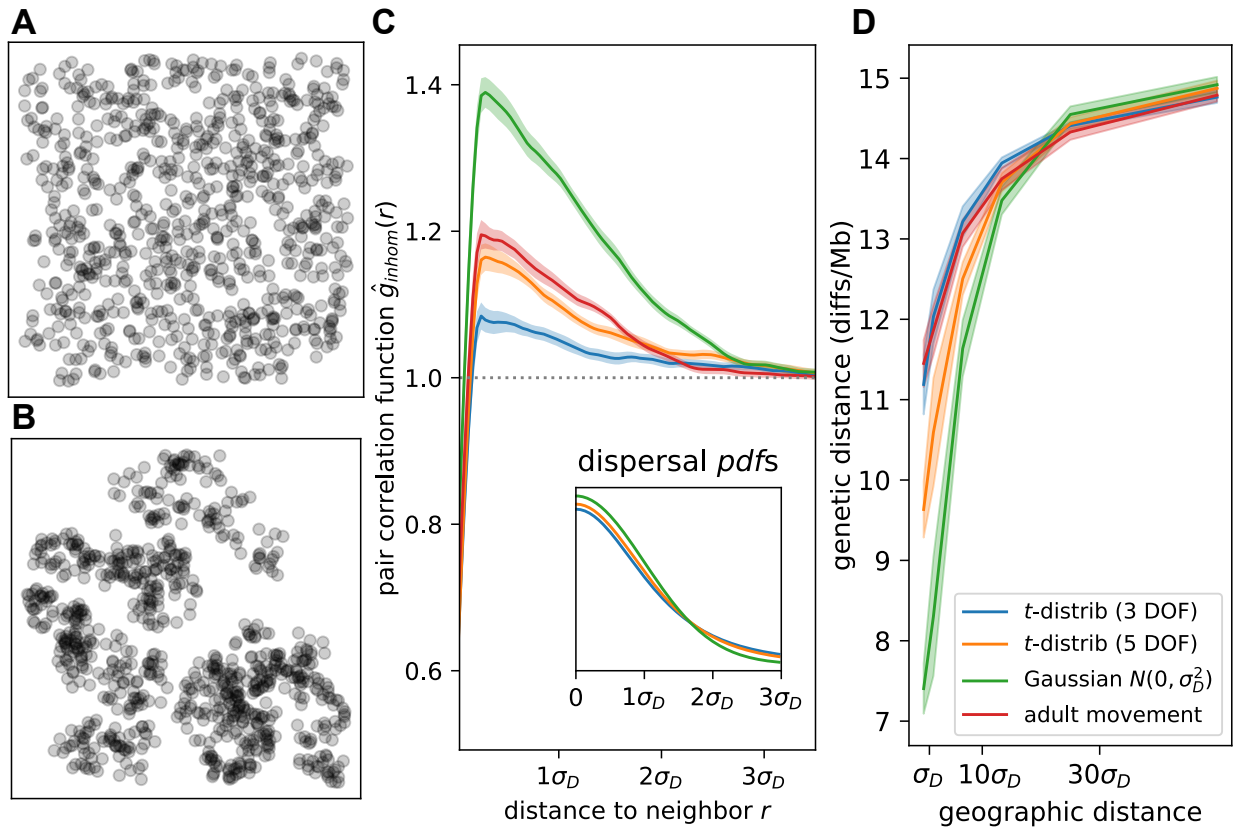 A
B
C
pair correlation function ĝ_inhom(r)
1.4
1.2
1.0
0.8
0.6
1σ_D
2σ_D
3σ_D
distance to neighbor r
dispersal pdfs
0
1σ_D
2σ_D
3σ_D
D
genetic distance (diffs/Mb)
15
14
13
12
11
10
9
8
7
σ_D
10σ_D
30σ_D
geographic distance
t-distrib (3 DOF)
t-distrib (5 DOF)
Gaussian N(0, σ_D^2)
adult movement